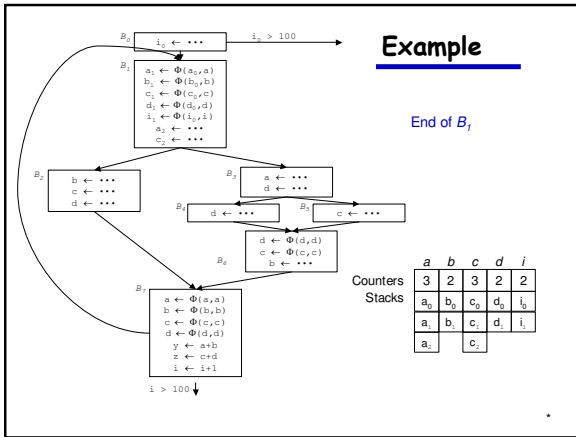 Example
End of B₁
B₀
i₀ ← •••
i₀ > 100
B₁
a₁ ← Φ(a₀,a)
b₁ ← Φ(b₀,b)
c₁ ← Φ(c₀,c)
d₁ ← Φ(d₀,d)
i₁ ← Φ(i₀,i)
a₂ ← •••
c₂ ← •••
B₂
b ← •••
c ← •••
d ← •••
B₃
a ← •••
d ← •••
B₄
d ← •••
B₅
c ← •••
B₆
d ← Φ(d,d)
c ← Φ(c,c)
b ← •••
B₇
a ← Φ(a,a)
b ← Φ(b,b)
c ← Φ(c,c)
d ← Φ(d,d)
y ← a+b
z ← c+d
i ← i+1
i > 100
a b c d i
Counters 3 2 3 2 2
Stacks a₀ b₀ c₀ d₀ i₀
a₁ b₁ c₁ d₁ i₁
a₂ c₂
*